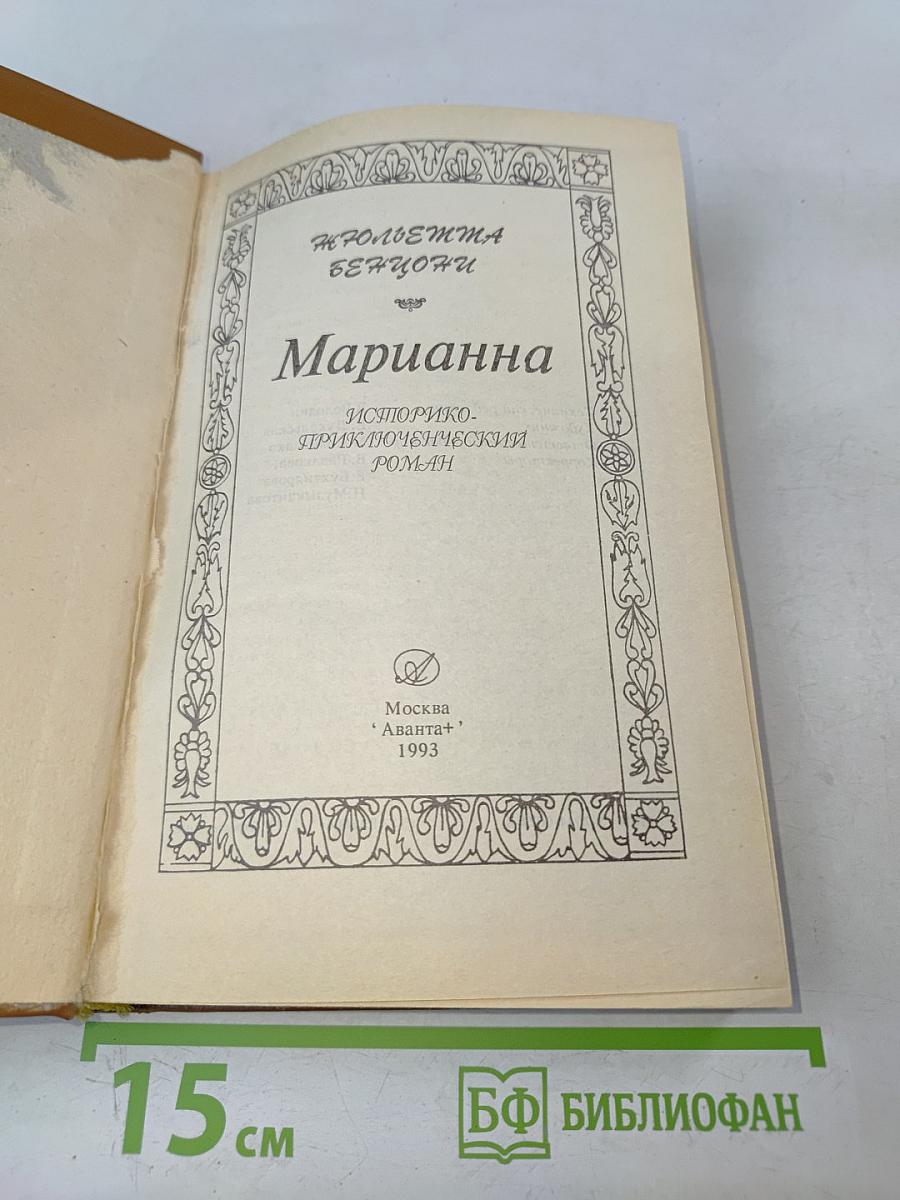 ЖЮЛЬЕТТА
БЕНЦОНИ
Марианна
ИСТОРИКО-
ПРИКЛЮЧЕНЧЕСКИЙ
РОМАН
Москва
‘Аванта+’
1993
15 см
БФ БИБЛИОФАН